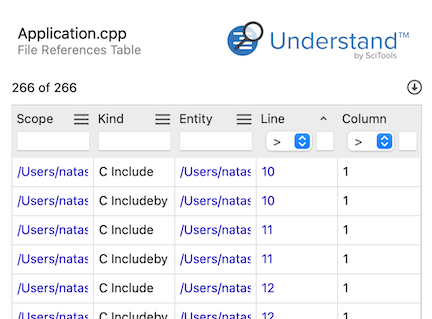 Application.cpp
File References Table
Understand™
by SciTools
266 of 266
Scope Kind Entity Line Column
> >
/Users/natas C Include /Users/natas 10 1
/Users/natas C Includeby /Users/natas 10 1
/Users/natas C Include /Users/natas 11 1
/Users/natas C Includeby /Users/natas 11 1
/Users/natas C Include /Users/natas 12 1
/Users/natas C Includeby /Users/natas 12 1